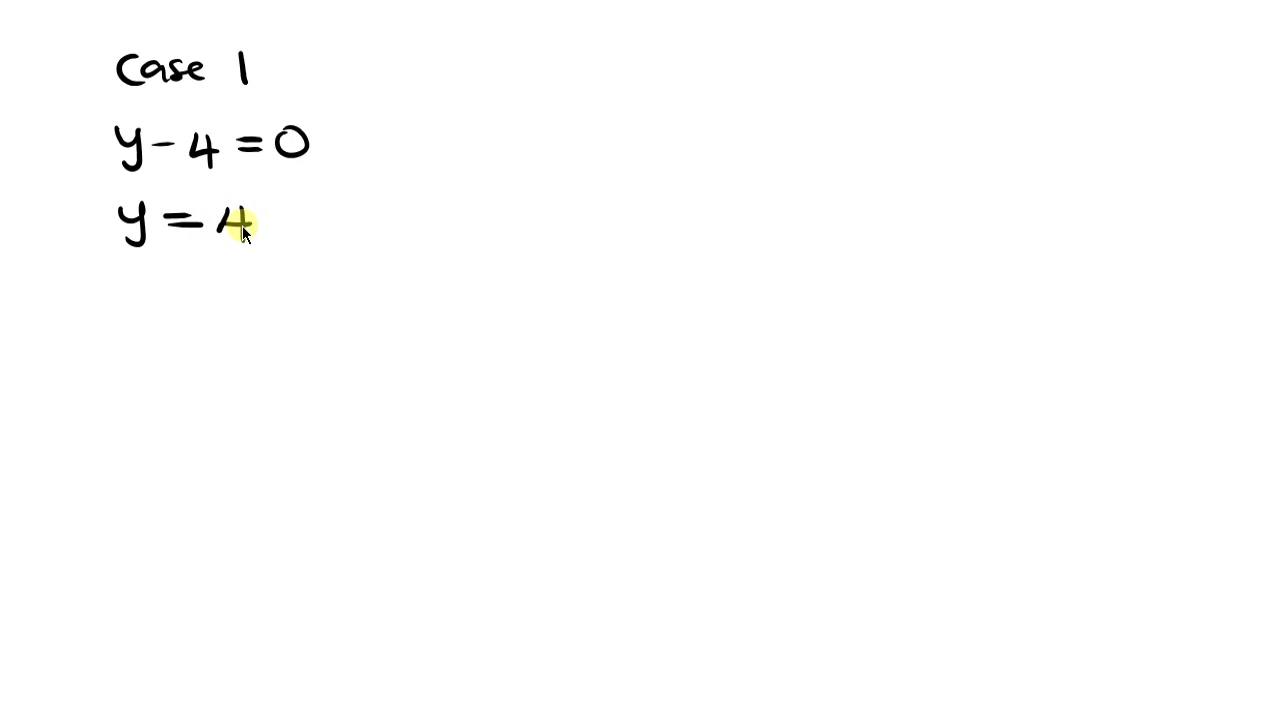 Case 1
y - 4 = 0
y = 4